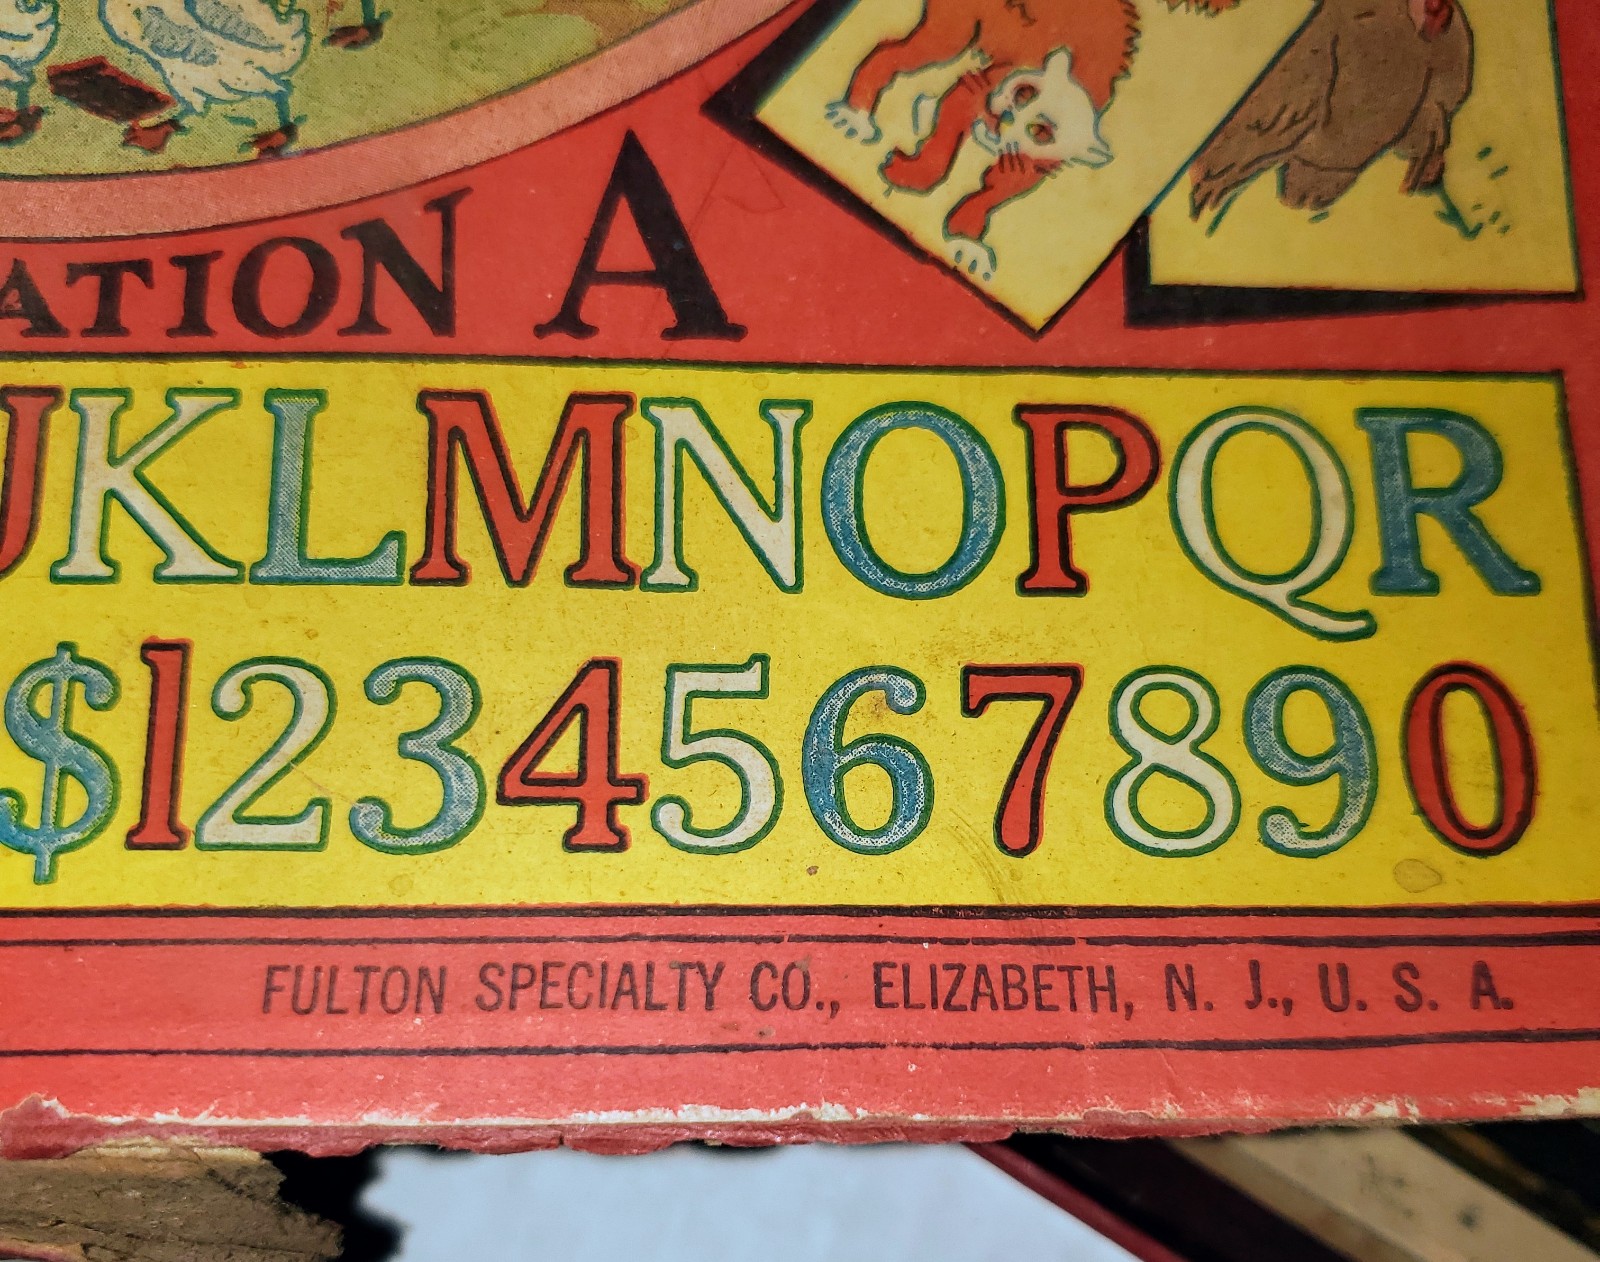 ATION A
JKLMNOPQR
$1234567890
FULTON SPECIALTY CO., ELIZABETH, N. J., U. S. A.